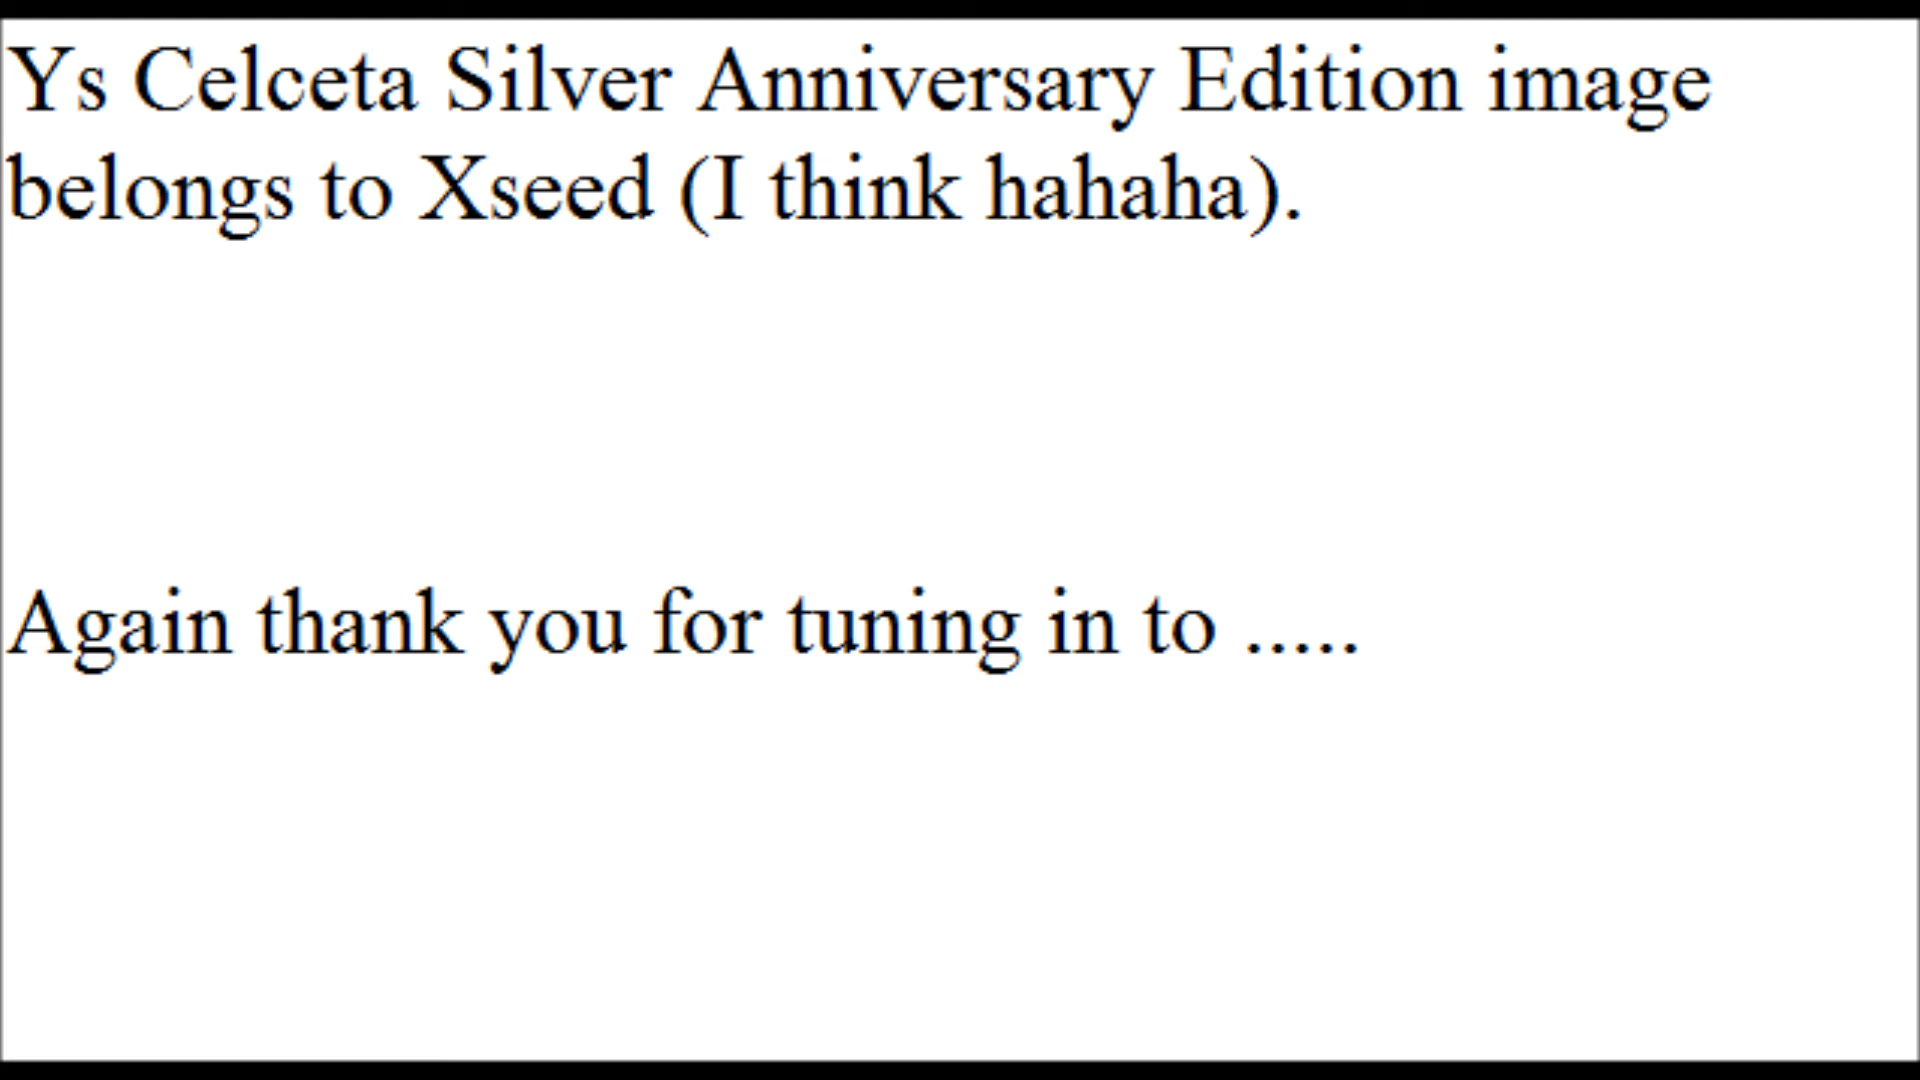 Ys Celceta Silver Anniversary Edition image
belongs to Xseed (I think hahaha).
Again thank you for tuning in to .....